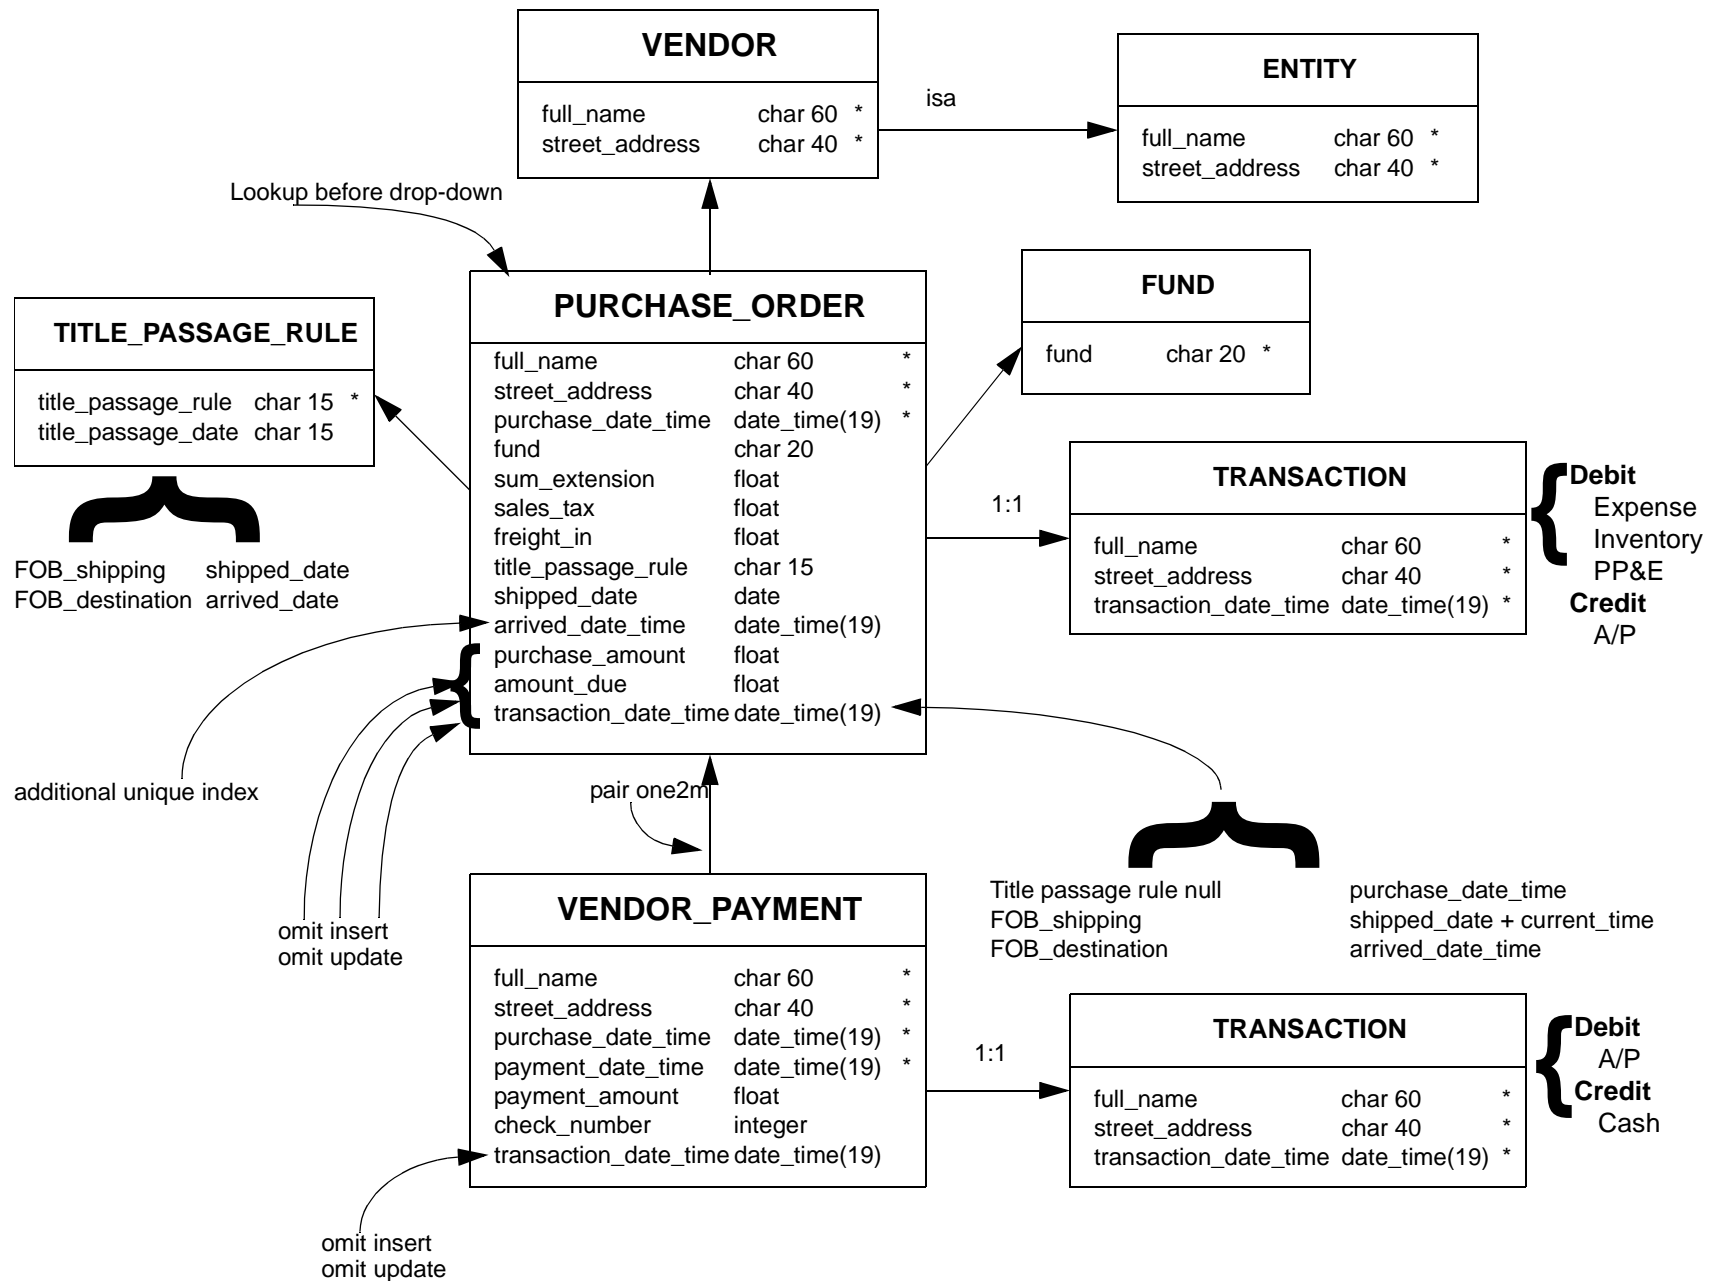 VENDOR
full_name char 60 *
street_address char 40 *
isa
ENTITY
full_name char 60 *
street_address char 40 *
Lookup before drop-down
TITLE_PASSAGE_RULE
title_passage_rule char 15 *
title_passage_date char 15
FOB_shipping shipped_date
FOB_destination arrived_date
PURCHASE_ORDER
full_name char 60 *
street_address char 40 *
purchase_date_time date_time(19) *
fund char 20
sum_extension float
sales_tax float
freight_in float
title_passage_rule char 15
shipped_date date
arrived_date_time date_time(19)
purchase_amount float
amount_due float
transaction_date_time date_time(19)
FUND
fund char 20 *
1:1
TRANSACTION
full_name char 60 *
street_address char 40 *
transaction_date_time date_time(19) *
Debit
Expense
Inventory
PP&E
Credit
A/P
additional unique index
pair one2m
omit insert
omit update
Title passage rule null purchase_date_time
FOB_shipping shipped_date + current_time
FOB_destination arrived_date_time
VENDOR_PAYMENT
full_name char 60 *
street_address char 40 *
purchase_date_time date_time(19) *
payment_date_time date_time(19) *
payment_amount float
check_number integer
transaction_date_time date_time(19)
1:1
TRANSACTION
full_name char 60 *
street_address char 40 *
transaction_date_time date_time(19) *
Debit
A/P
Credit
Cash
omit insert
omit update